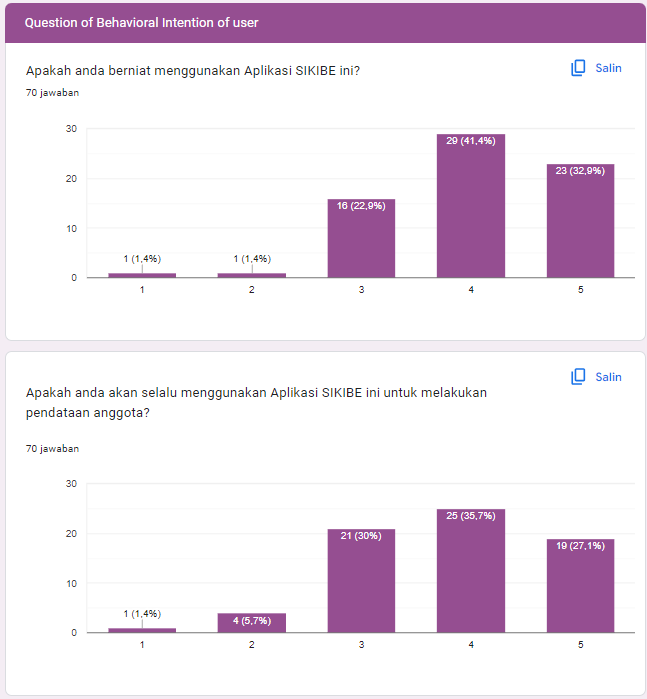 Question of Behavioral Intention of user
Apakah anda berniat menggunakan Aplikasi SIKIBE ini?
Salin
70 jawaban
30
20
10
0
1 (1,4%)
1 (1,4%)
16 (22,9%)
29 (41,4%)
23 (32,9%)
1 2 3 4 5
Salin
Apakah anda akan selalu menggunakan Aplikasi SIKIBE ini untuk melakukan
pendataan anggota?
70 jawaban
30
20
10
0
1 (1,4%)
4 (5,7%)
21 (30%)
25 (35,7%)
19 (27,1%)
1 2 3 4 5